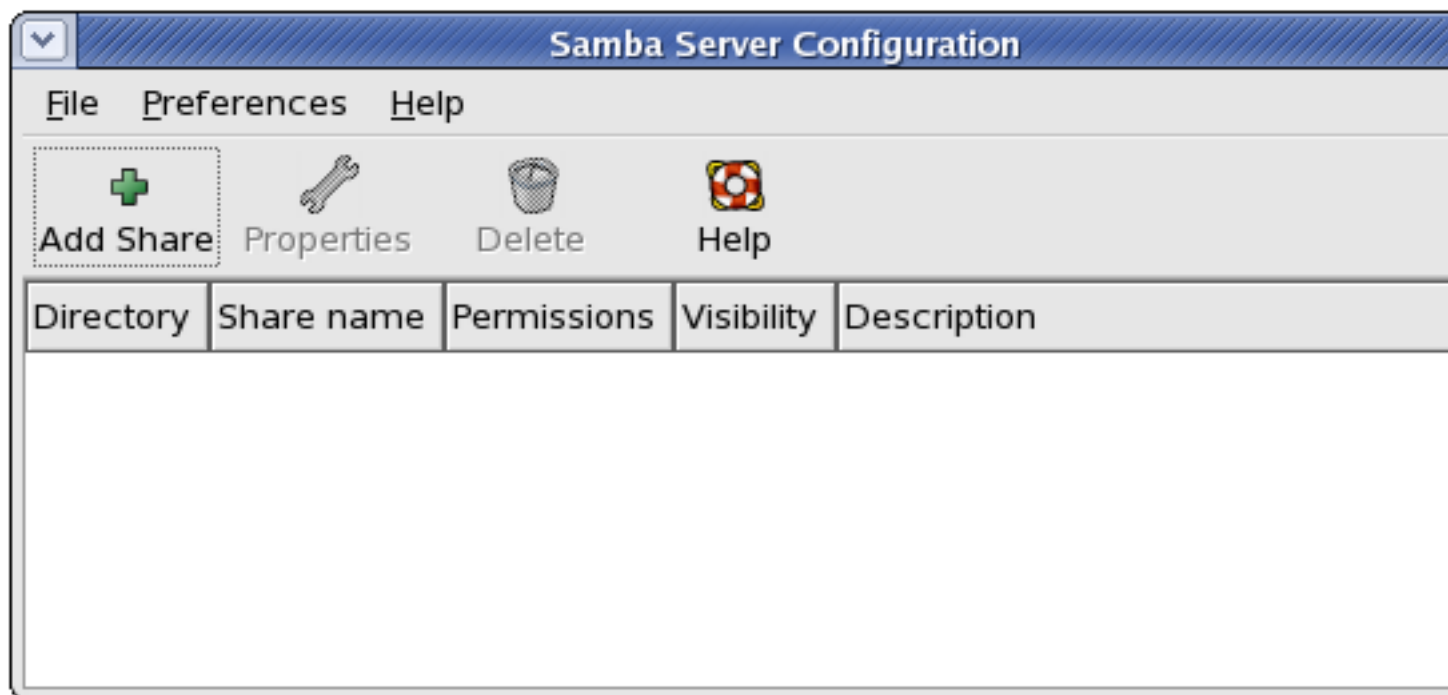 Samba Server Configuration
File Preferences Help
Add Share Properties Delete Help
Directory Share name Permissions Visibility Description